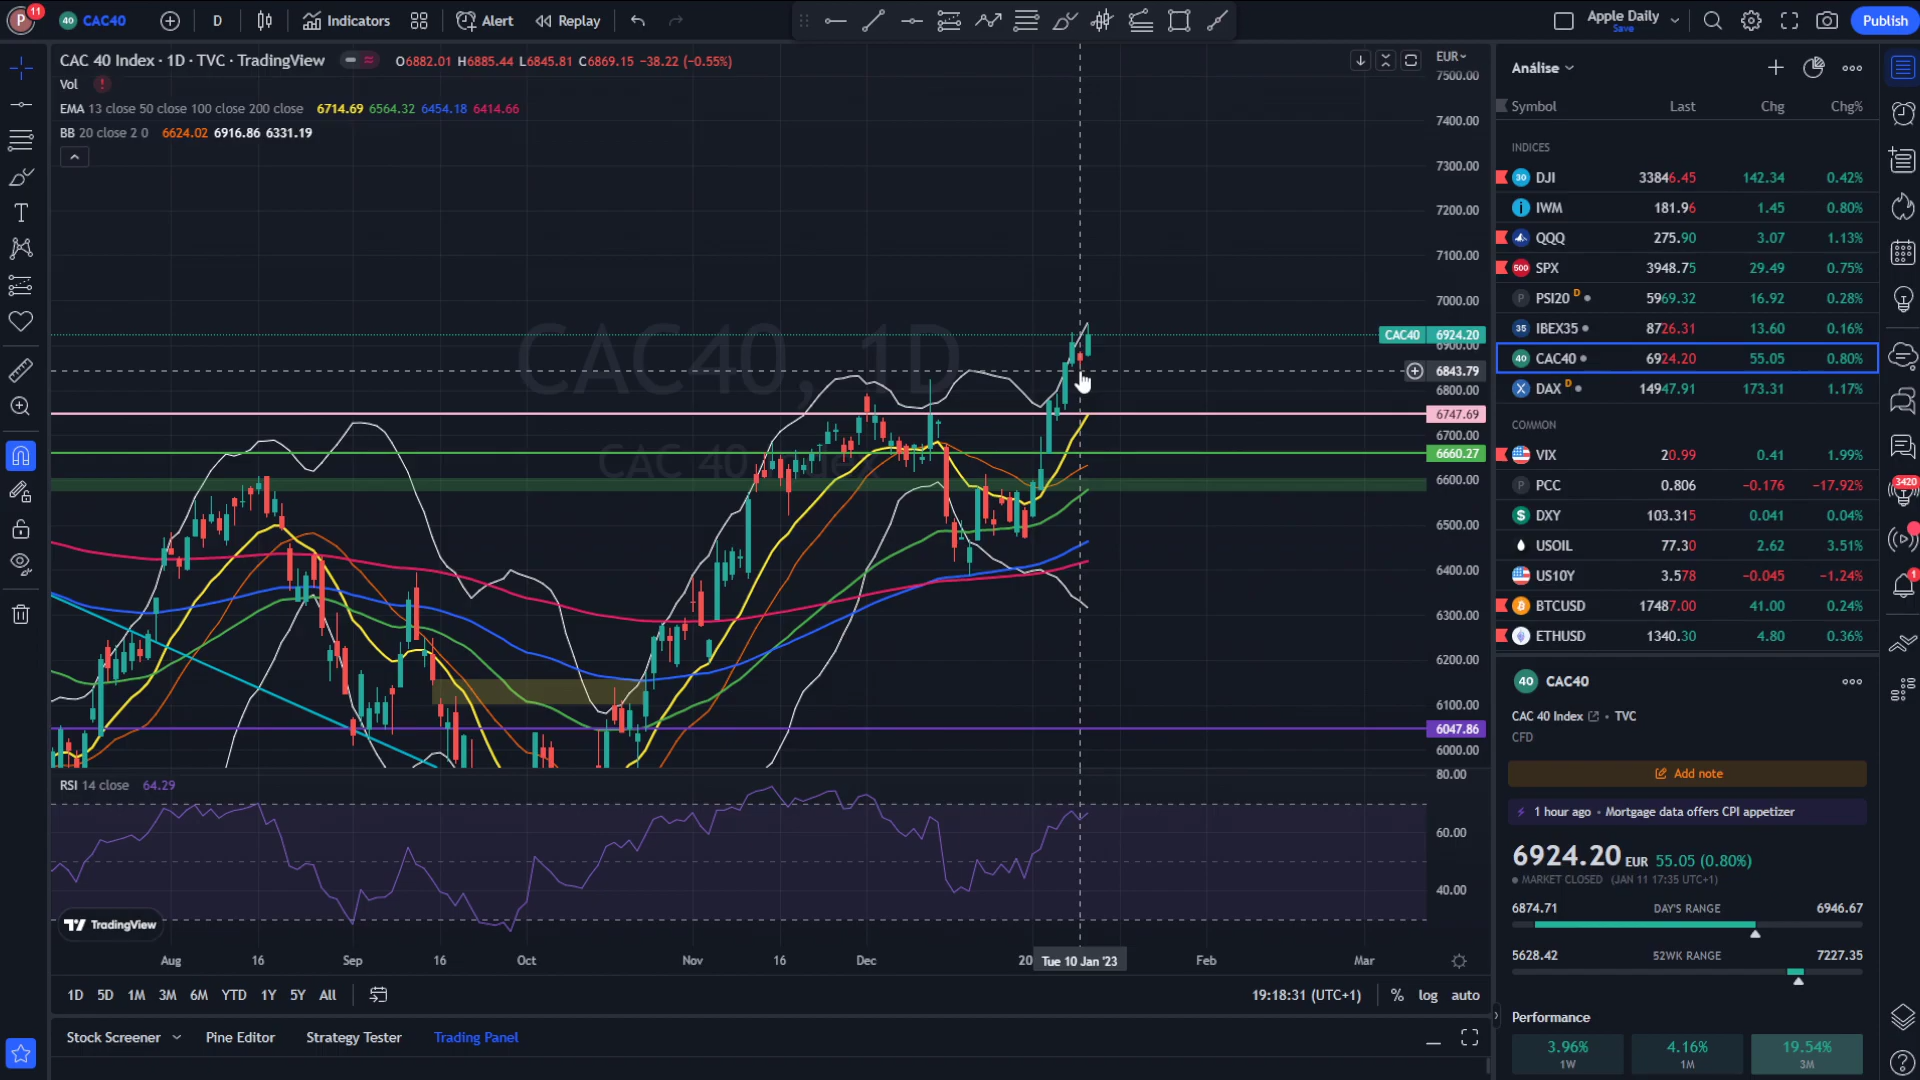 P 11 40 CAC40 D Indicators Alert Replay Apple Daily Save Publish
CAC 40 Index · 1D · TVC · TradingView O6882.01 H6885.44 L6845.81 C6869.15 −38.22 (−0.55%)
Vol
EMA 13 close 50 close 100 close 200 close 6714.69 6564.32 6454.18 6414.66
BB 20 close 2 0 6624.02 6916.86 6331.19
CAC40, 1D
CAC 40 Index
EUR
7500.00
7400.00
7300.00
7200.00
7100.00
7000.00
CAC40 6924.20
6900.00
6843.79
6800.00
6747.69
6700.00
6660.27
6600.00
6500.00
6400.00
6300.00
6200.00
6100.00
6047.86
6000.00
RSI 14 close 64.29
80.00
60.00
40.00
TradingView
Aug 16 Sep 16 Oct Nov 16 Dec 20 Tue 10 Jan '23 Feb Mar
1D 5D 1M 3M 6M YTD 1Y 5Y All 19:18:31 (UTC+1) % log auto
Stock Screener Pine Editor Strategy Tester Trading Panel
Análise
Symbol Last Chg Chg%
INDICES
30 DJI 33846.45 142.34 0.42%
IWM 181.96 1.45 0.80%
QQQ 275.90 3.07 1.13%
500 SPX 3948.75 29.49 0.75%
P PSI20 D 5969.32 16.92 0.28%
35 IBEX35 8726.31 13.60 0.16%
40 CAC40 6924.20 55.05 0.80%
X DAX D 14947.91 173.31 1.17%
COMMON
VIX 20.99 0.41 1.99%
P PCC 0.806 −0.176 −17.92%
$ DXY 103.315 0.041 0.04%
USOIL 77.30 2.62 3.51%
US10Y 3.578 −0.045 −1.24%
BTCUSD 17487.00 41.00 0.24%
ETHUSD 1340.30 4.80 0.36%
40 CAC40
CAC 40 Index • TVC
CFD
Add note
1 hour ago • Mortgage data offers CPI appetizer
6924.20 EUR 55.05 (0.80%)
MARKET CLOSED (JAN 11 17:35 UTC+1)
6874.71 DAY'S RANGE 6946.67
5628.42 52WK RANGE 7227.35
Performance
3.96% 4.16% 19.54%
1W 1M 3M
3420
1